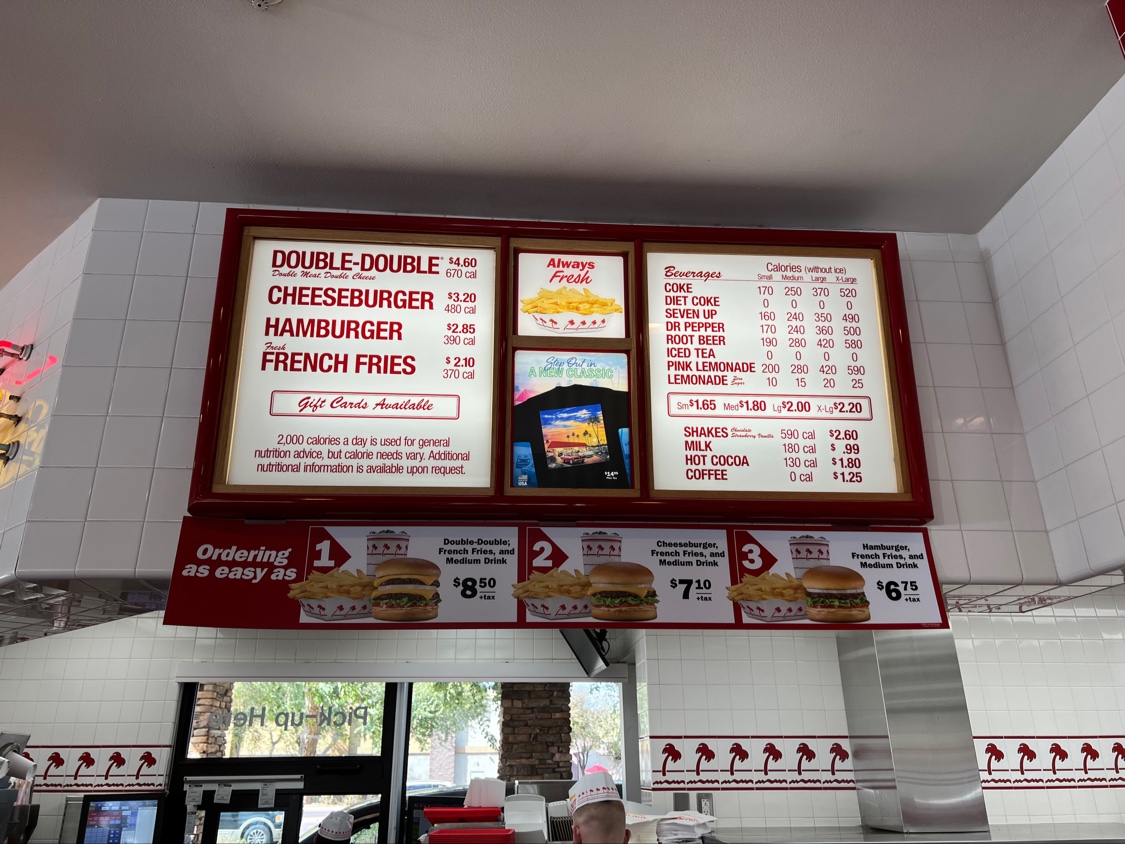 DOUBLE-DOUBLE® $4.60
Double Meat, Double Cheese 670 cal
CHEESEBURGER $3.20
480 cal
HAMBURGER $2.85
390 cal
Fresh
FRENCH FRIES $2.10
370 cal
Gift Cards Available
2,000 calories a day is used for general
nutrition advice, but calorie needs vary. Additional
nutritional information is available upon request.
Always
Fresh
Step Out in
A NEW CLASSIC
$14.95
Plus Tax
USA
Beverages Calories (without ice)
Small Medium Large X-Large
COKE 170 250 370 520
DIET COKE 0 0 0 0
SEVEN UP 160 240 350 490
DR PEPPER 170 240 360 500
ROOT BEER 190 280 420 580
ICED TEA 0 0 0 0
PINK LEMONADE 200 280 420 590
LEMONADE Zero Sugar 10 15 20 25
Sm$1.65 Med$1.80 Lg$2.00 X-Lg$2.20
SHAKES Chocolate Strawberry Vanilla 590 cal $2.60
MILK 180 cal $ .99
HOT COCOA 130 cal $1.80
COFFEE 0 cal $1.25
Ordering
as easy as
1
Double-Double,
French Fries, and
Medium Drink
$8.50
+tax
2
Cheeseburger,
French Fries, and
Medium Drink
$7.10
+tax
3
Hamburger,
French Fries, and
Medium Drink
$6.75
+tax
Pick-up Here